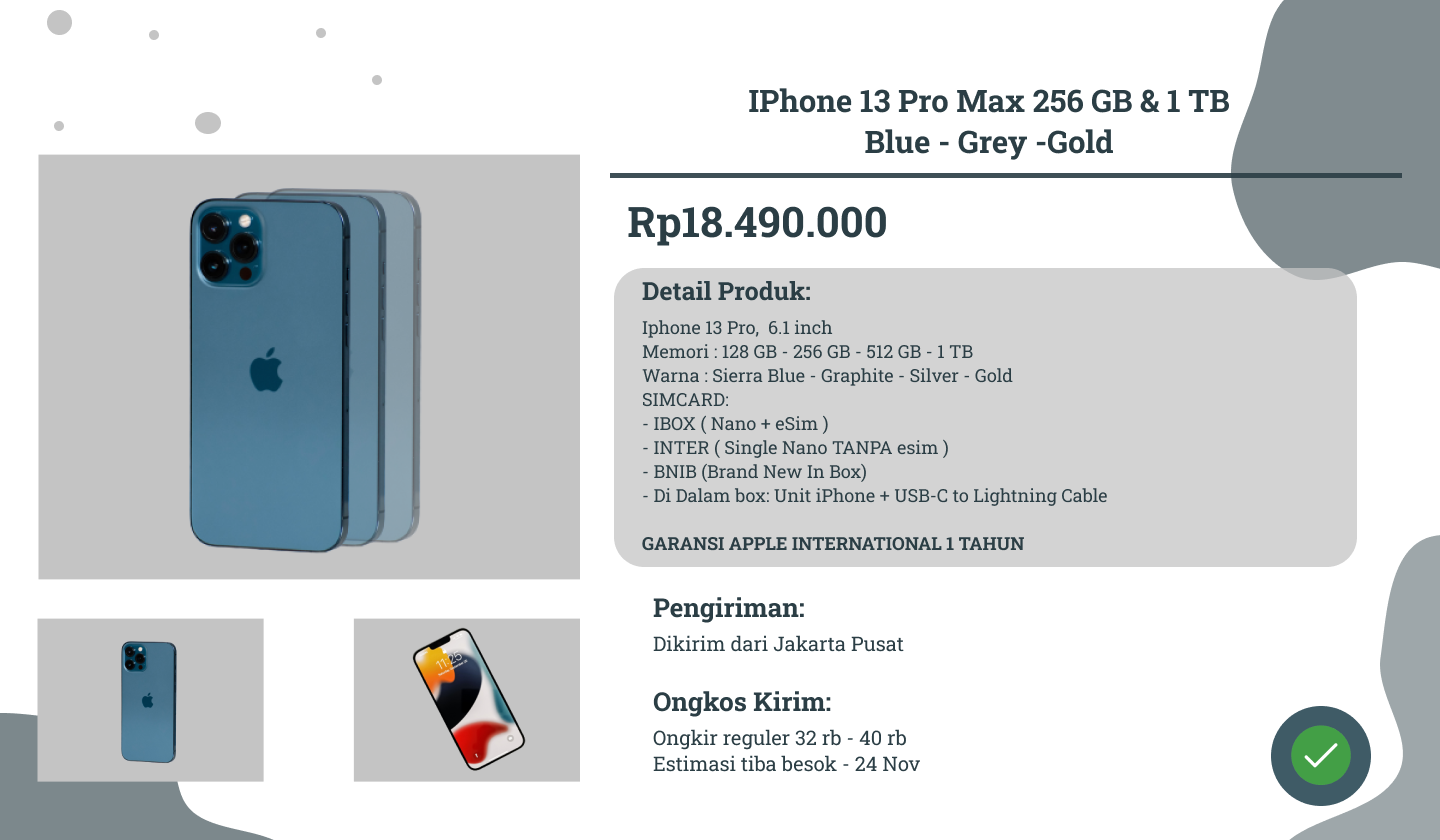 IPhone 13 Pro Max 256 GB & 1 TB
Blue - Grey -Gold
Rp18.490.000
Detail Produk:
Iphone 13 Pro,  6.1 inch
Memori : 128 GB - 256 GB - 512 GB - 1 TB
Warna : Sierra Blue - Graphite - Silver - Gold
SIMCARD:
- IBOX ( Nano + eSim )
- INTER ( Single Nano TANPA esim )
- BNIB (Brand New In Box)
- Di Dalam box: Unit iPhone + USB-C to Lightning Cable
GARANSI APPLE INTERNATIONAL 1 TAHUN
Pengiriman:
Dikirim dari Jakarta Pusat
Ongkos Kirim:
Ongkir reguler 32 rb - 40 rb
Estimasi tiba besok - 24 Nov
11:25